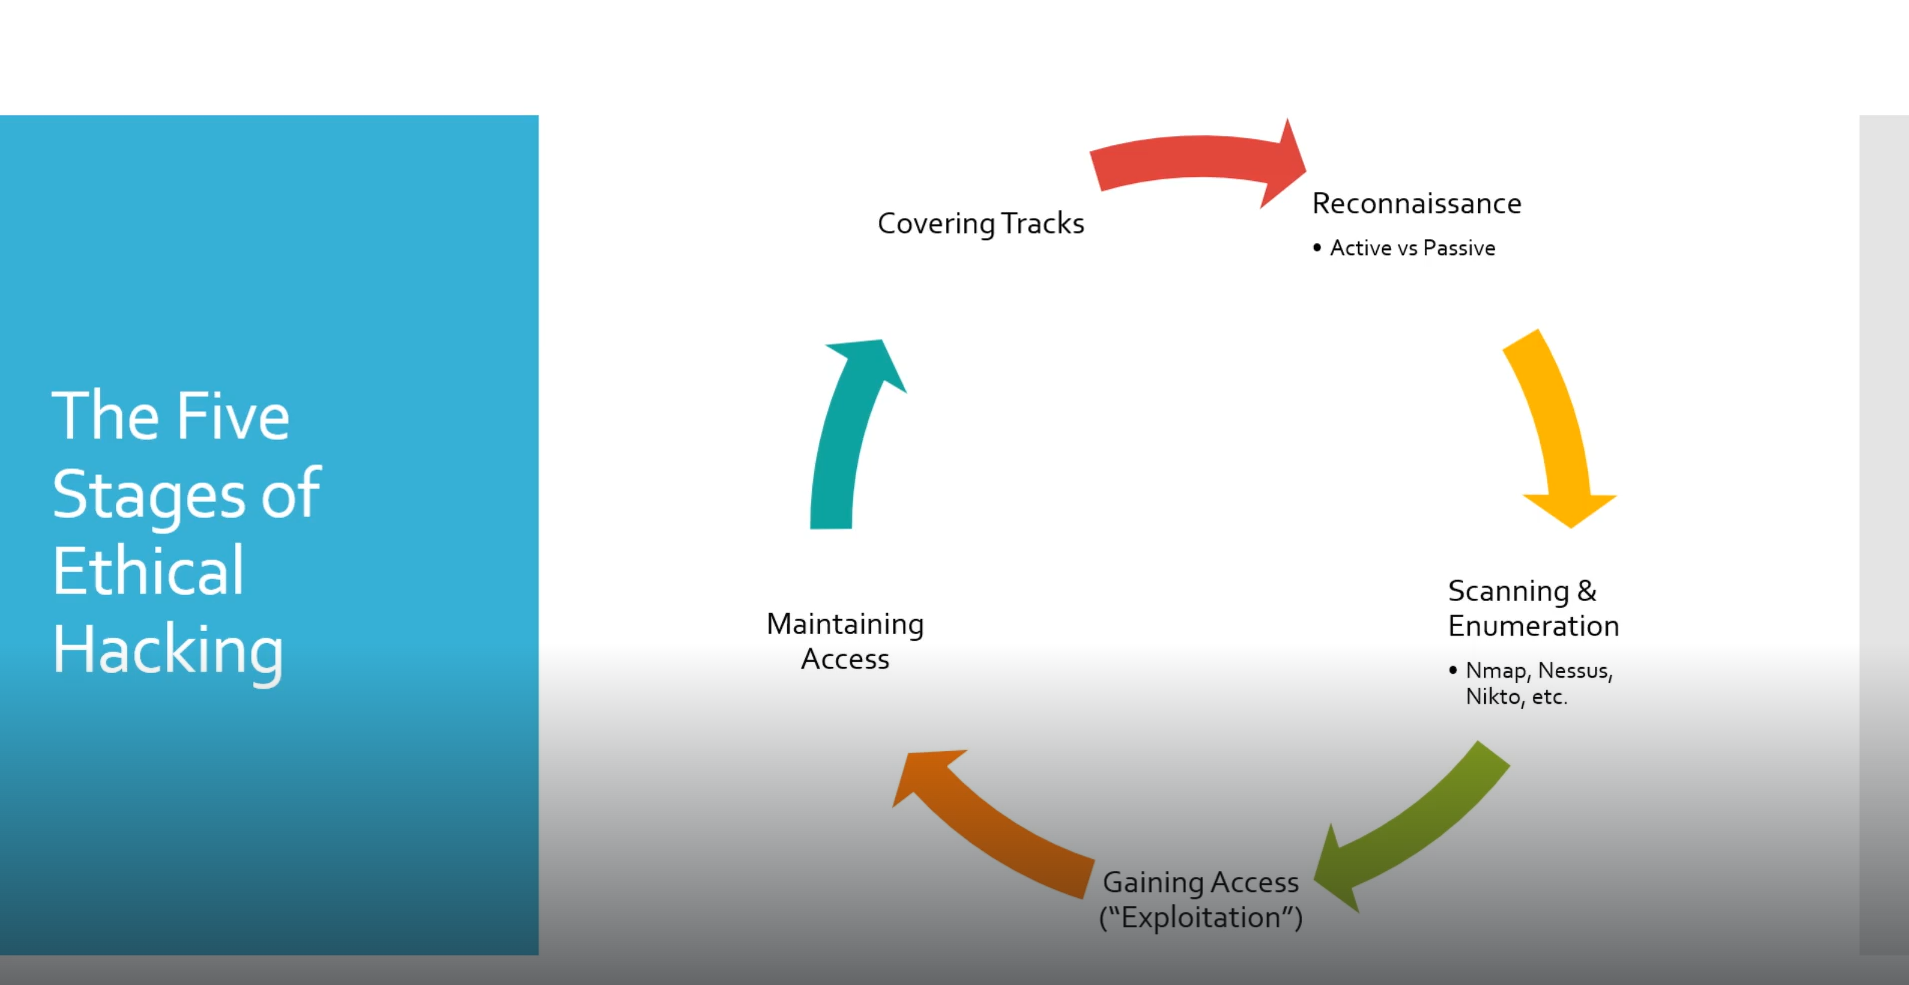 The Five
Stages of
Ethical
Hacking
Covering Tracks
Reconnaissance
• Active vs Passive
Scanning &
Enumeration
• Nmap, Nessus,
Nikto, etc.
Gaining Access
(“Exploitation”)
Maintaining
Access